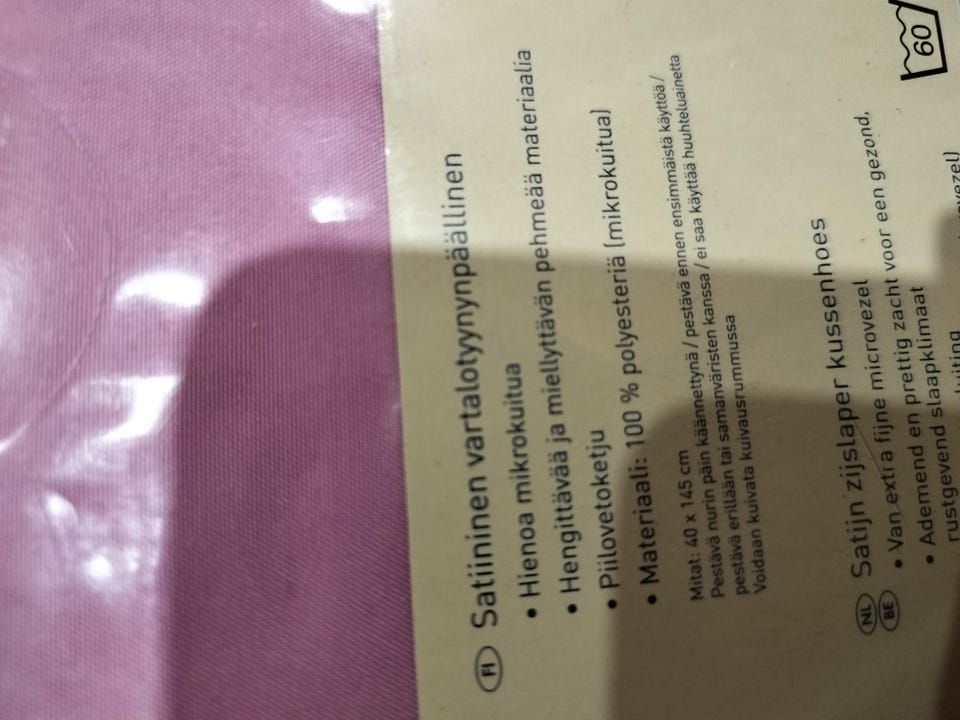 FI Satiininen vartalotyynynpäällinen
• Hienoa mikrokuitua
• Hengittävää ja miellyttävän pehmeää materiaalia
• Piilovetoketju
• Materiaali: 100 % polyesteriä (mikrokuitua)
Mitat: 40 x 145 cm
Pestävä nurin päin käännettynä / pestävä ennen ensimmäistä käyttöä /
pestävä erillään tai samanväristen kanssa / ei saa käyttää huuhteluainetta
Voidaan kuivata kuivausrummussa
NL BE Satijn zijslaper kussenhoes
• Van extra fijne microvezel
• Ademend en prettig zacht voor een gezond,
rustgevend slaapklimaat
60